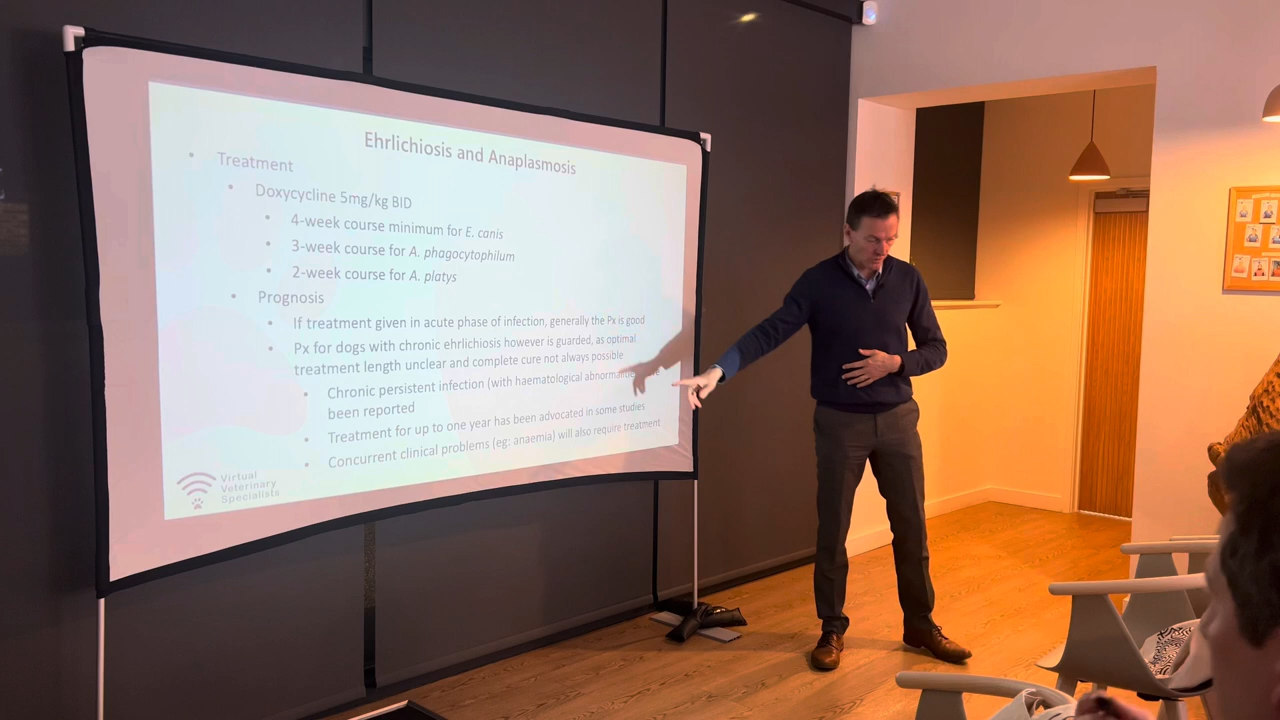 Ehrlichiosis and Anaplasmosis
• Treatment
• Doxycycline 5mg/kg BID
• 4-week course minimum for E. canis
• 3-week course for A. phagocytophilum
• 2-week course for A. platys
• Prognosis
• If treatment given in acute phase of infection, generally the Px is good
• Px for dogs with chronic ehrlichiosis however is guarded, as optimal
treatment length unclear and complete cure not always possible
• Chronic persistent infection (with haematological
been reported
• Treatment for up to one year has been advocated in some studies
• Concurrent clinical problems (eg: anaemia) will also require treatment
Virtual
Veterinary
Specialists